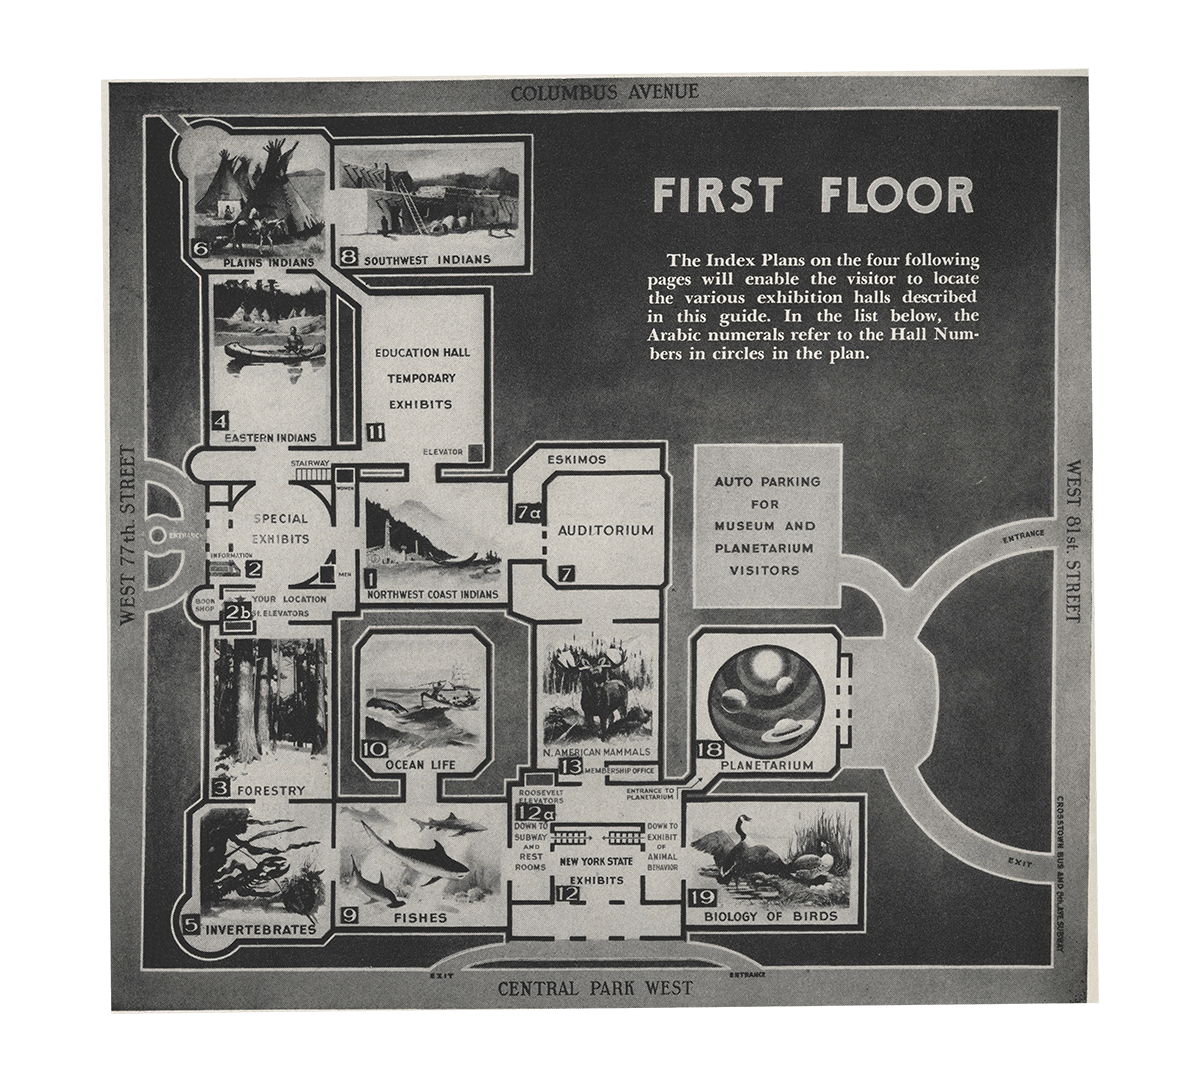 COLUMBUS AVENUE
FIRST FLOOR
The Index Plans on the four following
pages will enable the visitor to locate
the various exhibition halls described
in this guide. In the list below, the
Arabic numerals refer to the Hall Num-
bers in circles in the plan.
6
PLAINS INDIANS
8
SOUTHWEST INDIANS
4
EASTERN INDIANS
EDUCATION HALL
TEMPORARY
EXHIBITS
11
ELEVATOR
STAIRWAY
WOMEN
ESKIMOS
7a
AUDITORIUM
7
AUTO PARKING
FOR
MUSEUM AND
PLANETARIUM
VISITORS
WEST 77th. STREET
WEST 81st. STREET
ENTRANCE
ENTRANCE
SPECIAL
EXHIBITS
INFORMATION
2
MEN
1
NORTHWEST COAST INDIANS
BOOK
SHOP
2b
YOUR LOCATION
ELEVATORS
3
FORESTRY
10
OCEAN LIFE
N. AMERICAN MAMMALS
13
MEMBERSHIP OFFICE
18
PLANETARIUM
ROOSEVELT
ELEVATORS
12a
ENTRANCE TO
PLANETARIUM
DOWN TO
SUBWAY
AND
REST
ROOMS
DOWN TO
EXHIBIT
OF
ANIMAL
BEHAVIOR
NEW YORK STATE
EXHIBITS
12
5
INVERTEBRATES
9
FISHES
19
BIOLOGY OF BIRDS
EXIT
CROSSTOWN BUS AND 8th. AVE. SUBWAY
EXIT
ENTRANCE
CENTRAL PARK WEST